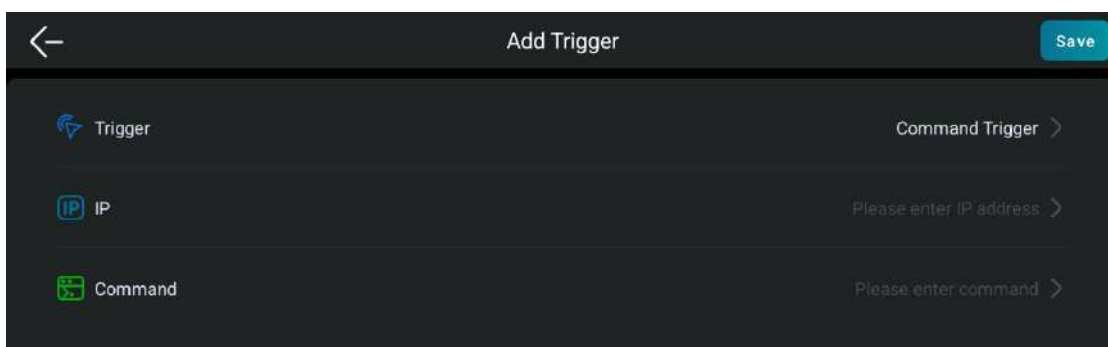 Add Trigger
Save
Trigger
Command Trigger
IP
IP
Please enter IP address
Command
Please enter command